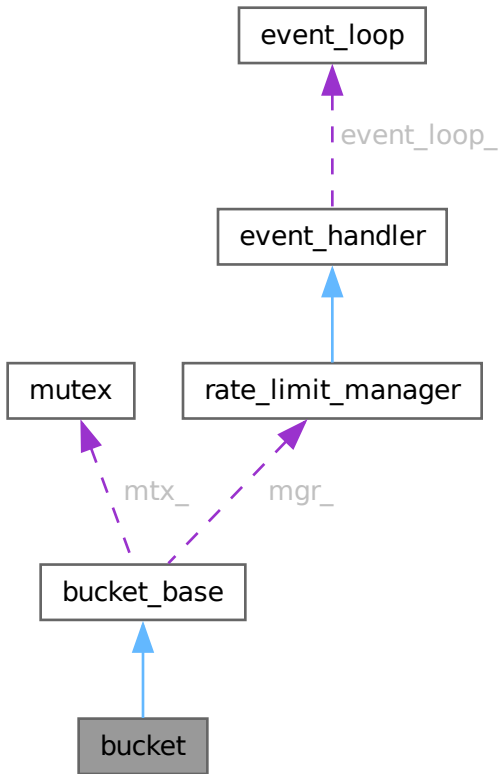 event_loop
event_loop_
event_handler
mutex
rate_limit_manager
mtx_
mgr_
bucket_base
bucket